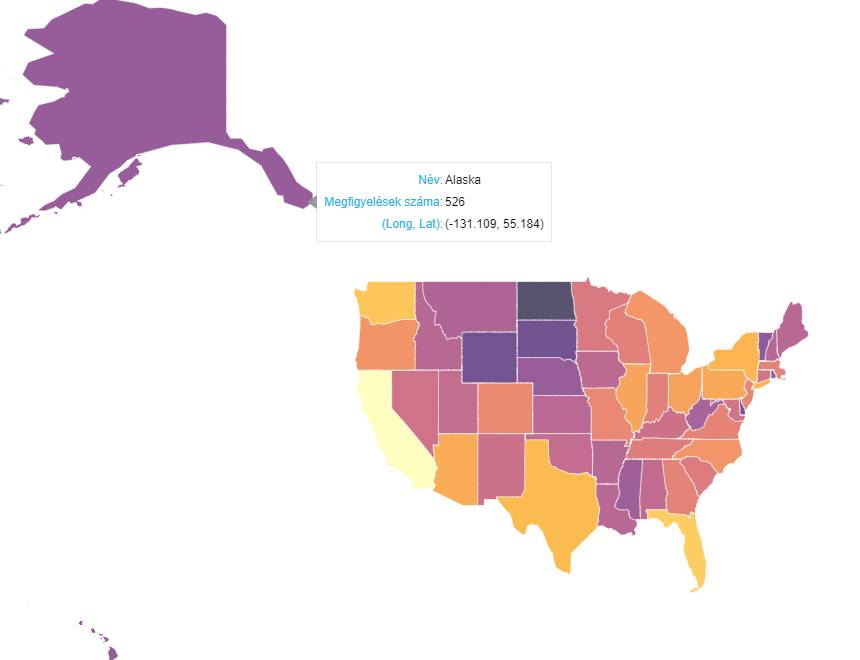 Név: Alaska
Megfigyelések száma: 526
(Long, Lat): (-131.109, 55.184)